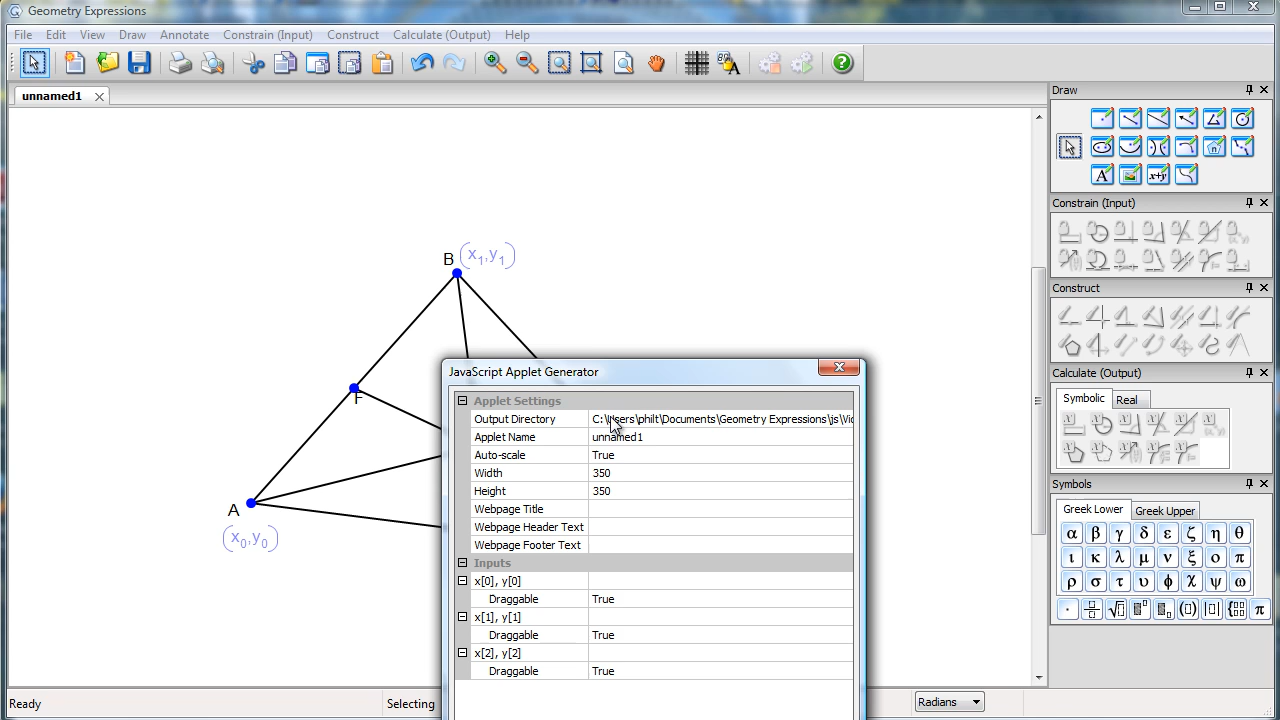 Geometry Expressions
File Edit View Draw Annotate Constrain (Input) Construct Calculate (Output) Help
unnamed1
B (x1,y1)
F
A
(x0,y0)
JavaScript Applet Generator
Applet Settings
Output Directory C:\Users\philt\Documents\Geometry Expressions\js\Vid
Applet Name unnamed1
Auto-scale True
Width 350
Height 350
Webpage Title
Webpage Header Text
Webpage Footer Text
Inputs
x[0], y[0]
Draggable True
x[1], y[1]
Draggable True
x[2], y[2]
Draggable True
Draw
A x+y
Constrain (Input)
Construct
Calculate (Output)
Symbolic Real
Symbols
Greek Lower Greek Upper
α β γ δ ε ζ η θ
ι κ λ μ ν ξ ο π
ρ σ τ υ ϕ χ ψ ω
π
Ready Selecting Radians